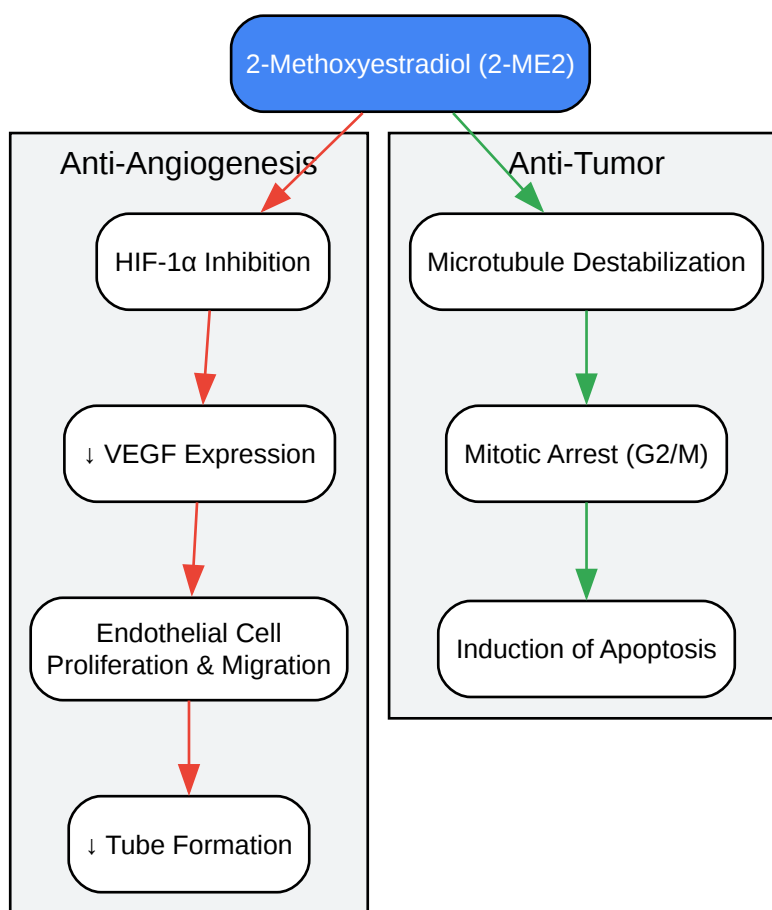 2-Methoxyestradiol (2-ME2)
Anti-Angiogenesis
HIF-1α Inhibition
↓ VEGF Expression
Endothelial Cell
Proliferation & Migration
↓ Tube Formation
Anti-Tumor
Microtubule Destabilization
Mitotic Arrest (G2/M)
Induction of Apoptosis